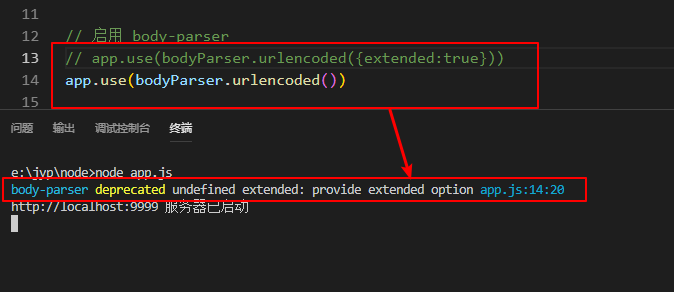 11
12 // 启用 body-parser
13 // app.use(bodyParser.urlencoded({extended:true}))
14 app.use(bodyParser.urlencoded())
15
问题 输出 调试控制台 终端
e:\jyp\node>node app.js
body-parser deprecated undefined extended: provide extended option app.js:14:20
http://localhost:9999 服务器已启动